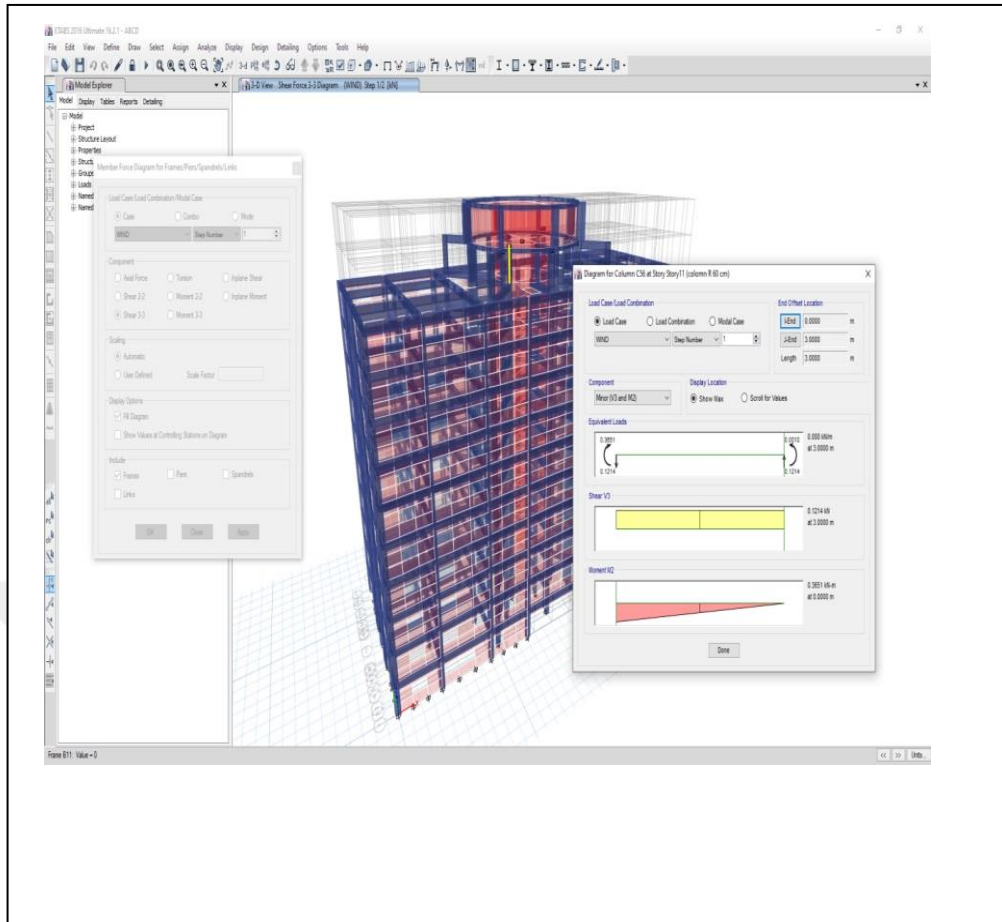 ETABS 2016 Ultimate 16.2.1 - ABCD
File Edit View Define Draw Select Assign Analyze Display Design Detailing Options Tools Help
Model Explorer
3-D View Shear Force 3-3 Diagram (WIND) Step 1/2 [kN]
Model Display Tables Reports Detailing
Model
Project
Structure Layout
Properties
Structu
Groups
Loads
Named
Named
Member Force Diagram for Frames/Piers/Spandrels/Links
Load Case/Load Combination/Modal Case
Case Combo Mode
WIND Step Number 1
Component
Axial Force Torsion Inplane Shear
Shear 2-2 Moment 2-2 Inplane Moment
Shear 3-3 Moment 3-3
Scaling
Automatic
User Defined Scale Factor
Display Options
Fill Diagram
Show Values at Controlling Stations on Diagram
Include
Frames Piers Spandrels
Links
OK Close Apply
Diagram for Column C56 at Story Story11 (colomn R 60 cm)
Load Case/Load Combination
Load Case Load Combination Modal Case
WIND Step Number 1
End Offset Location
I-End 0.0000 m
J-End 3.0000 m
Length 3.0000 m
Component
Minor (V3 and M2)
Display Location
Show Max Scroll for Values
Equivalent Loads
0.3651 0.0010
0.1214 0.1214
0.000 kN/m
at 3.0000 m
Shear V3
0.1214 kN
at 3.0000 m
Moment M2
0.3651 kN-m
at 0.0000 m
Done
Frame B11: Value = 0
<< >> Units...